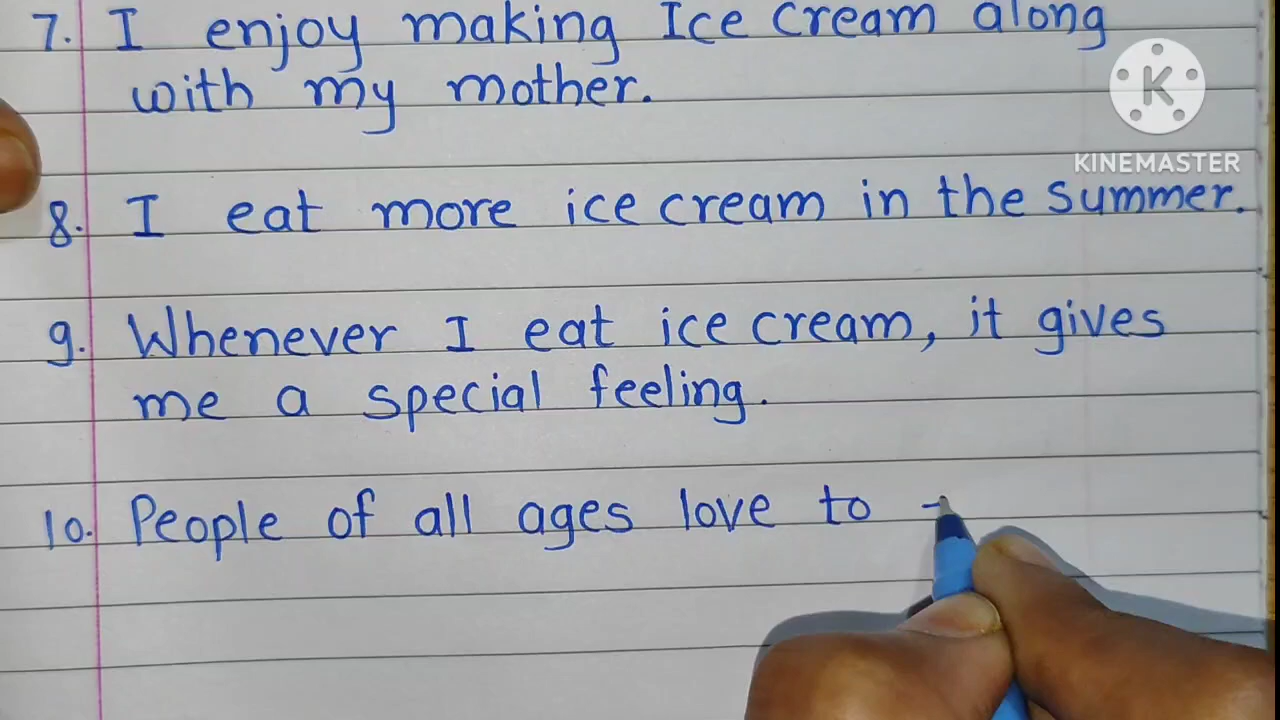 7. I enjoy making Ice cream along
with my mother.
K
KINEMASTER
8. I eat more ice cream in the summer.
9. Whenever I eat ice cream, it gives
me a special feeling.
10. People of all ages love to